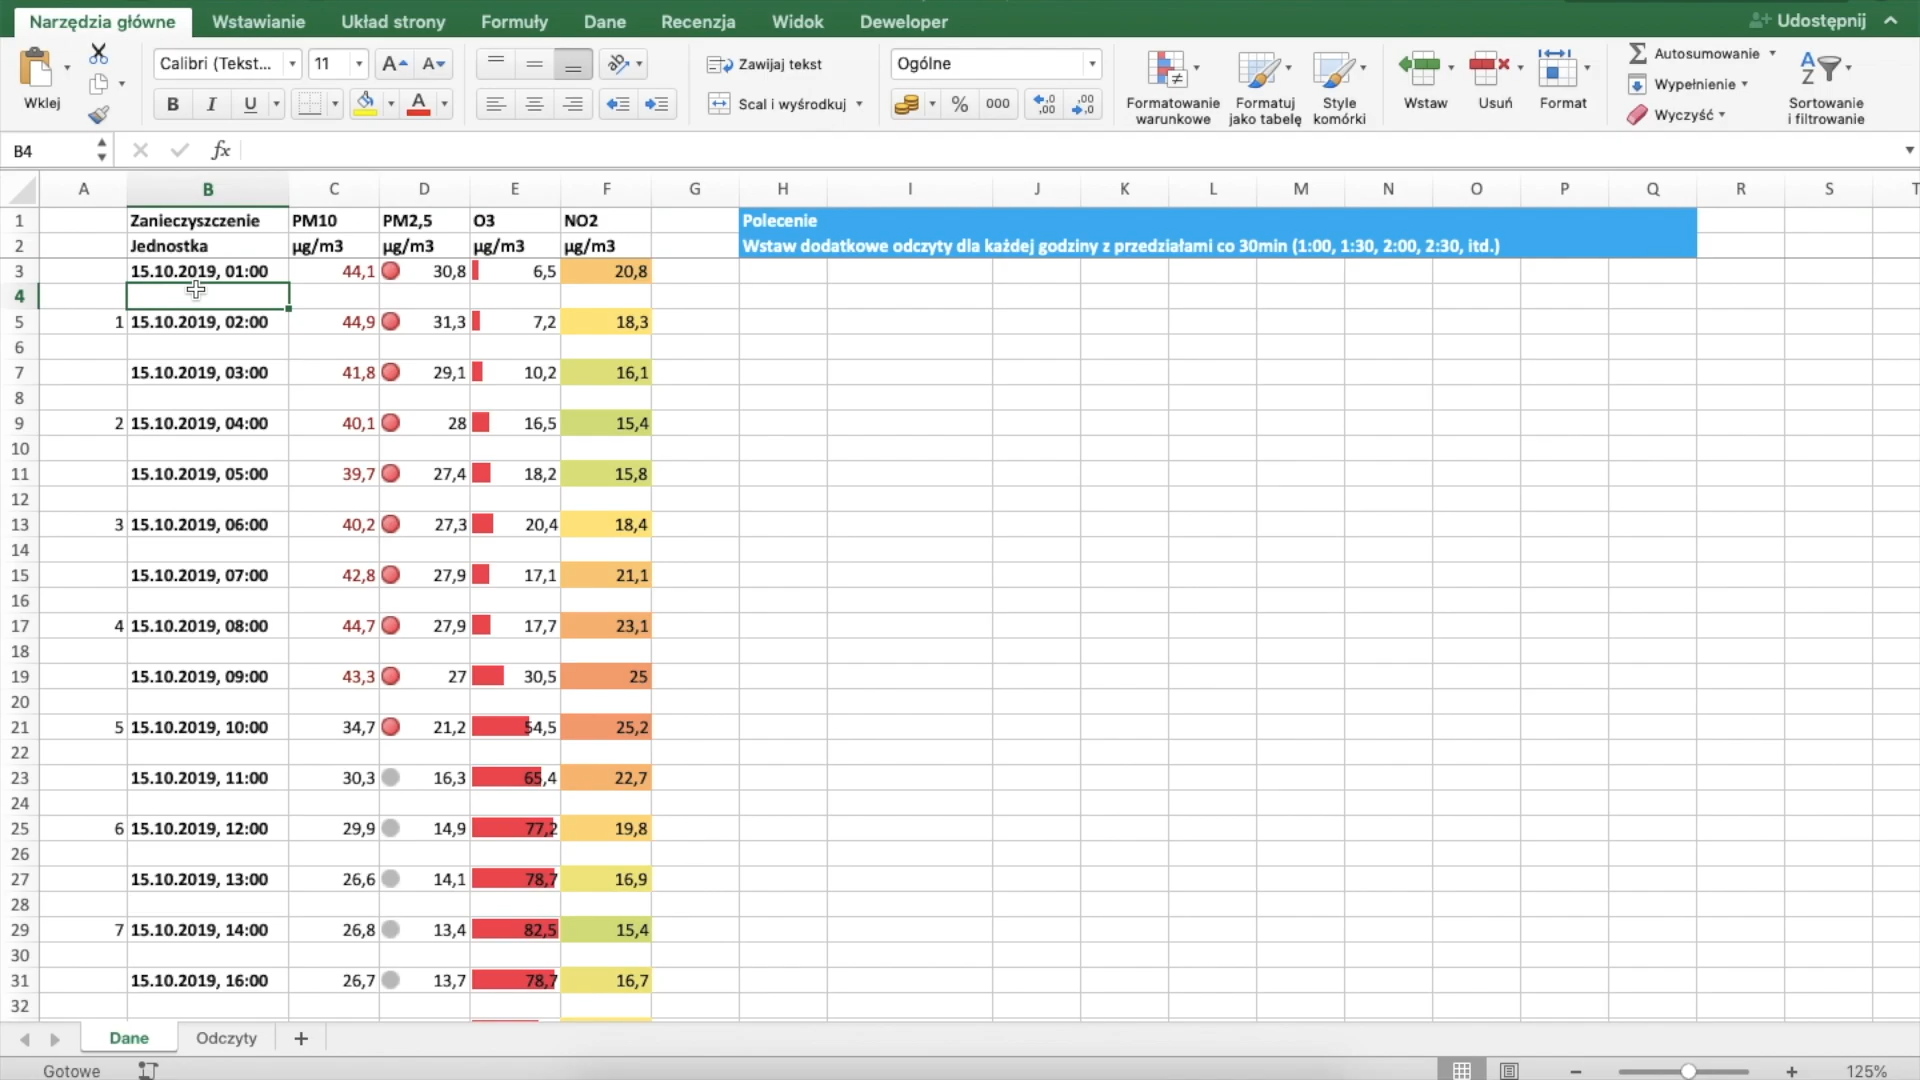 Narzędzia główne Wstawianie Układ strony Formuły Dane Recenzja Widok Deweloper Udostępnij
Wklej
Calibri (Tekst... 11 A A
B I U A
Zawijaj tekst
Scal i wyśrodkuj
Ogólne
% 000 ,00 ,00
Formatowanie warunkowe
Formatuj jako tabelę
Style komórki
Wstaw
Usuń
Format
Autosumowanie
Wypełnienie
Wyczyść
Sortowanie i filtrowanie
B4 fx
A B C D E F G H I J K L M N O P Q R S T
1 Zanieczyszczenie PM10 PM2,5 O3 NO2 Polecenie
2 Jednostka µg/m3 µg/m3 µg/m3 µg/m3 Wstaw dodatkowe odczyty dla każdej godziny z przedziałami co 30min (1:00, 1:30, 2:00, 2:30, itd.)
3 15.10.2019, 01:00 44,1 30,8 6,5 20,8
4
5 1 15.10.2019, 02:00 44,9 31,3 7,2 18,3
6
7 15.10.2019, 03:00 41,8 29,1 10,2 16,1
8
9 2 15.10.2019, 04:00 40,1 28 16,5 15,4
10
11 15.10.2019, 05:00 39,7 27,4 18,2 15,8
12
13 3 15.10.2019, 06:00 40,2 27,3 20,4 18,4
14
15 15.10.2019, 07:00 42,8 27,9 17,1 21,1
16
17 4 15.10.2019, 08:00 44,7 27,9 17,7 23,1
18
19 15.10.2019, 09:00 43,3 27 30,5 25
20
21 5 15.10.2019, 10:00 34,7 21,2 54,5 25,2
22
23 15.10.2019, 11:00 30,3 16,3 65,4 22,7
24
25 6 15.10.2019, 12:00 29,9 14,9 77,2 19,8
26
27 15.10.2019, 13:00 26,6 14,1 78,7 16,9
28
29 7 15.10.2019, 14:00 26,8 13,4 82,5 15,4
30
31 15.10.2019, 16:00 26,7 13,7 78,7 16,7
32
Dane Odczyty +
Gotowe 125%